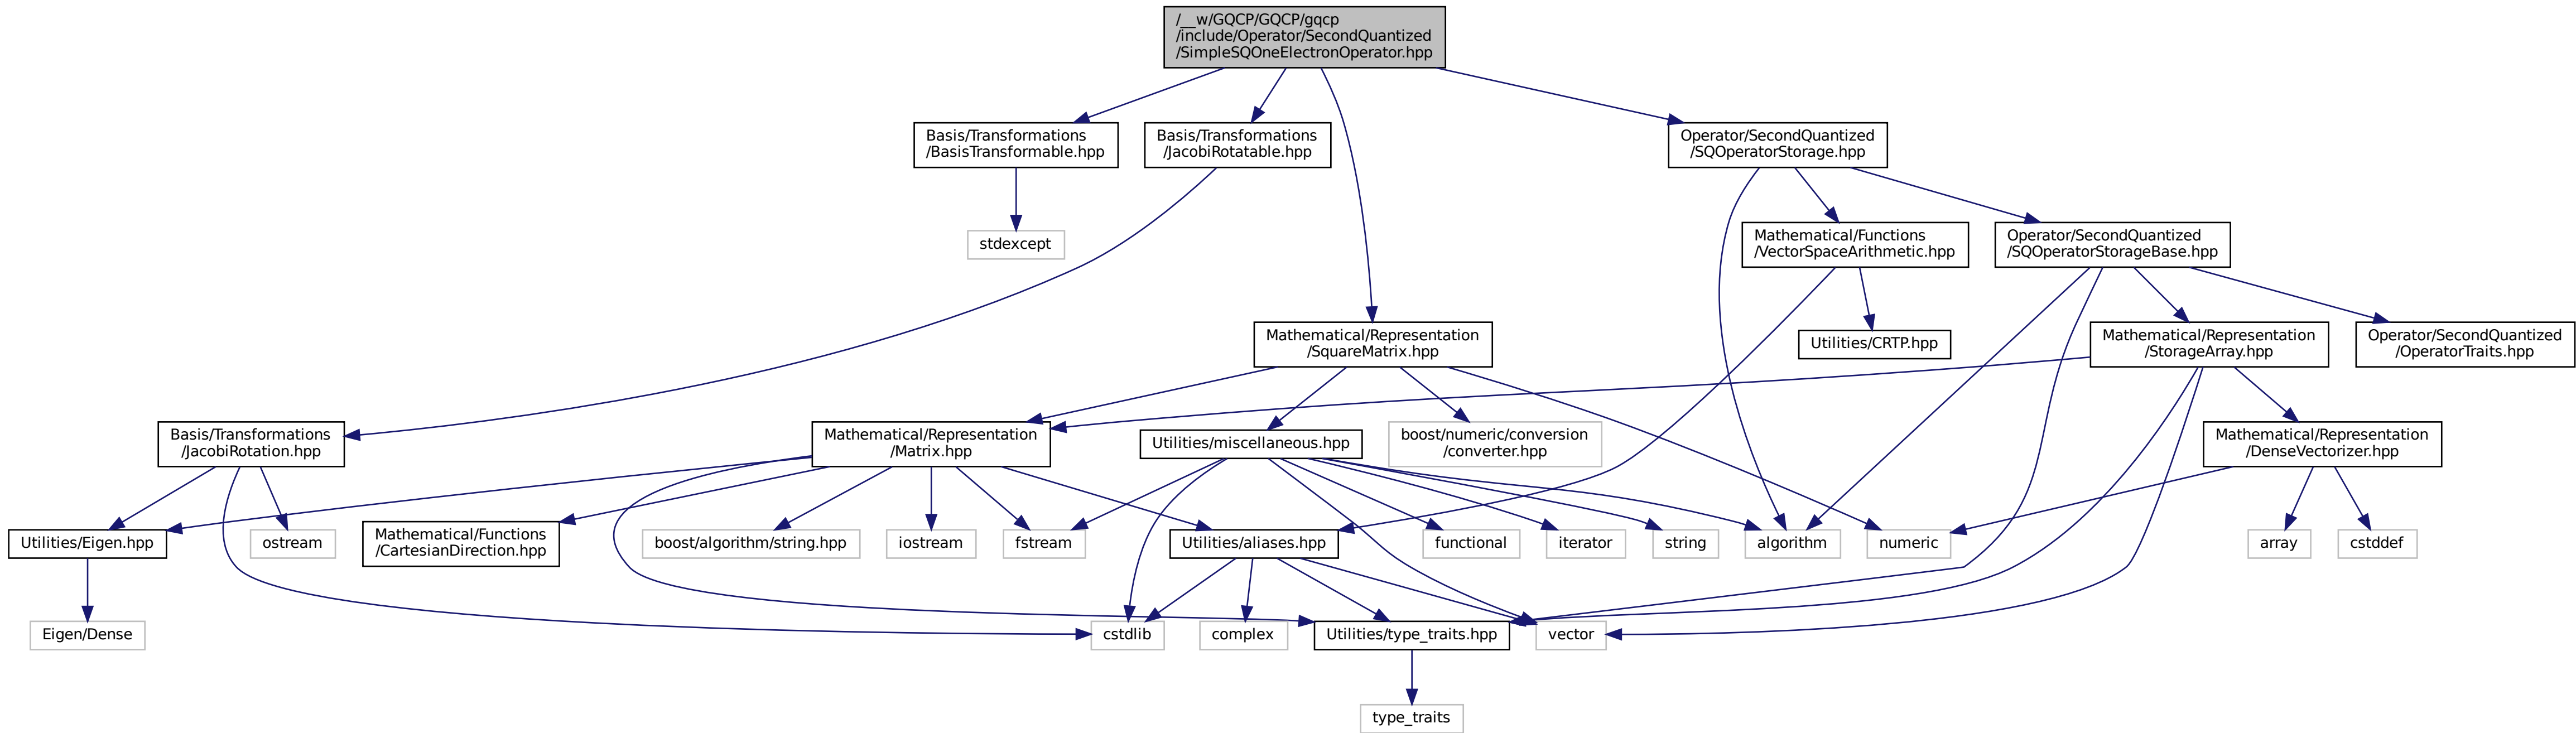 /__w/GQCP/GQCP/gqcp
/include/Operator/SecondQuantized
/SimpleSQOneElectronOperator.hpp
Basis/Transformations
/BasisTransformable.hpp
Basis/Transformations
/JacobiRotatable.hpp
Operator/SecondQuantized
/SQOperatorStorage.hpp
stdexcept
Mathematical/Functions
/VectorSpaceArithmetic.hpp
Operator/SecondQuantized
/SQOperatorStorageBase.hpp
Mathematical/Representation
/SquareMatrix.hpp
Utilities/CRTP.hpp
Mathematical/Representation
/StorageArray.hpp
Operator/SecondQuantized
/OperatorTraits.hpp
Basis/Transformations
/JacobiRotation.hpp
Mathematical/Representation
/Matrix.hpp
Utilities/miscellaneous.hpp
boost/numeric/conversion
/converter.hpp
Mathematical/Representation
/DenseVectorizer.hpp
Utilities/Eigen.hpp
ostream
Mathematical/Functions
/CartesianDirection.hpp
boost/algorithm/string.hpp
iostream
fstream
Utilities/aliases.hpp
functional
iterator
string
algorithm
numeric
array
cstddef
Eigen/Dense
cstdlib
complex
Utilities/type_traits.hpp
vector
type_traits